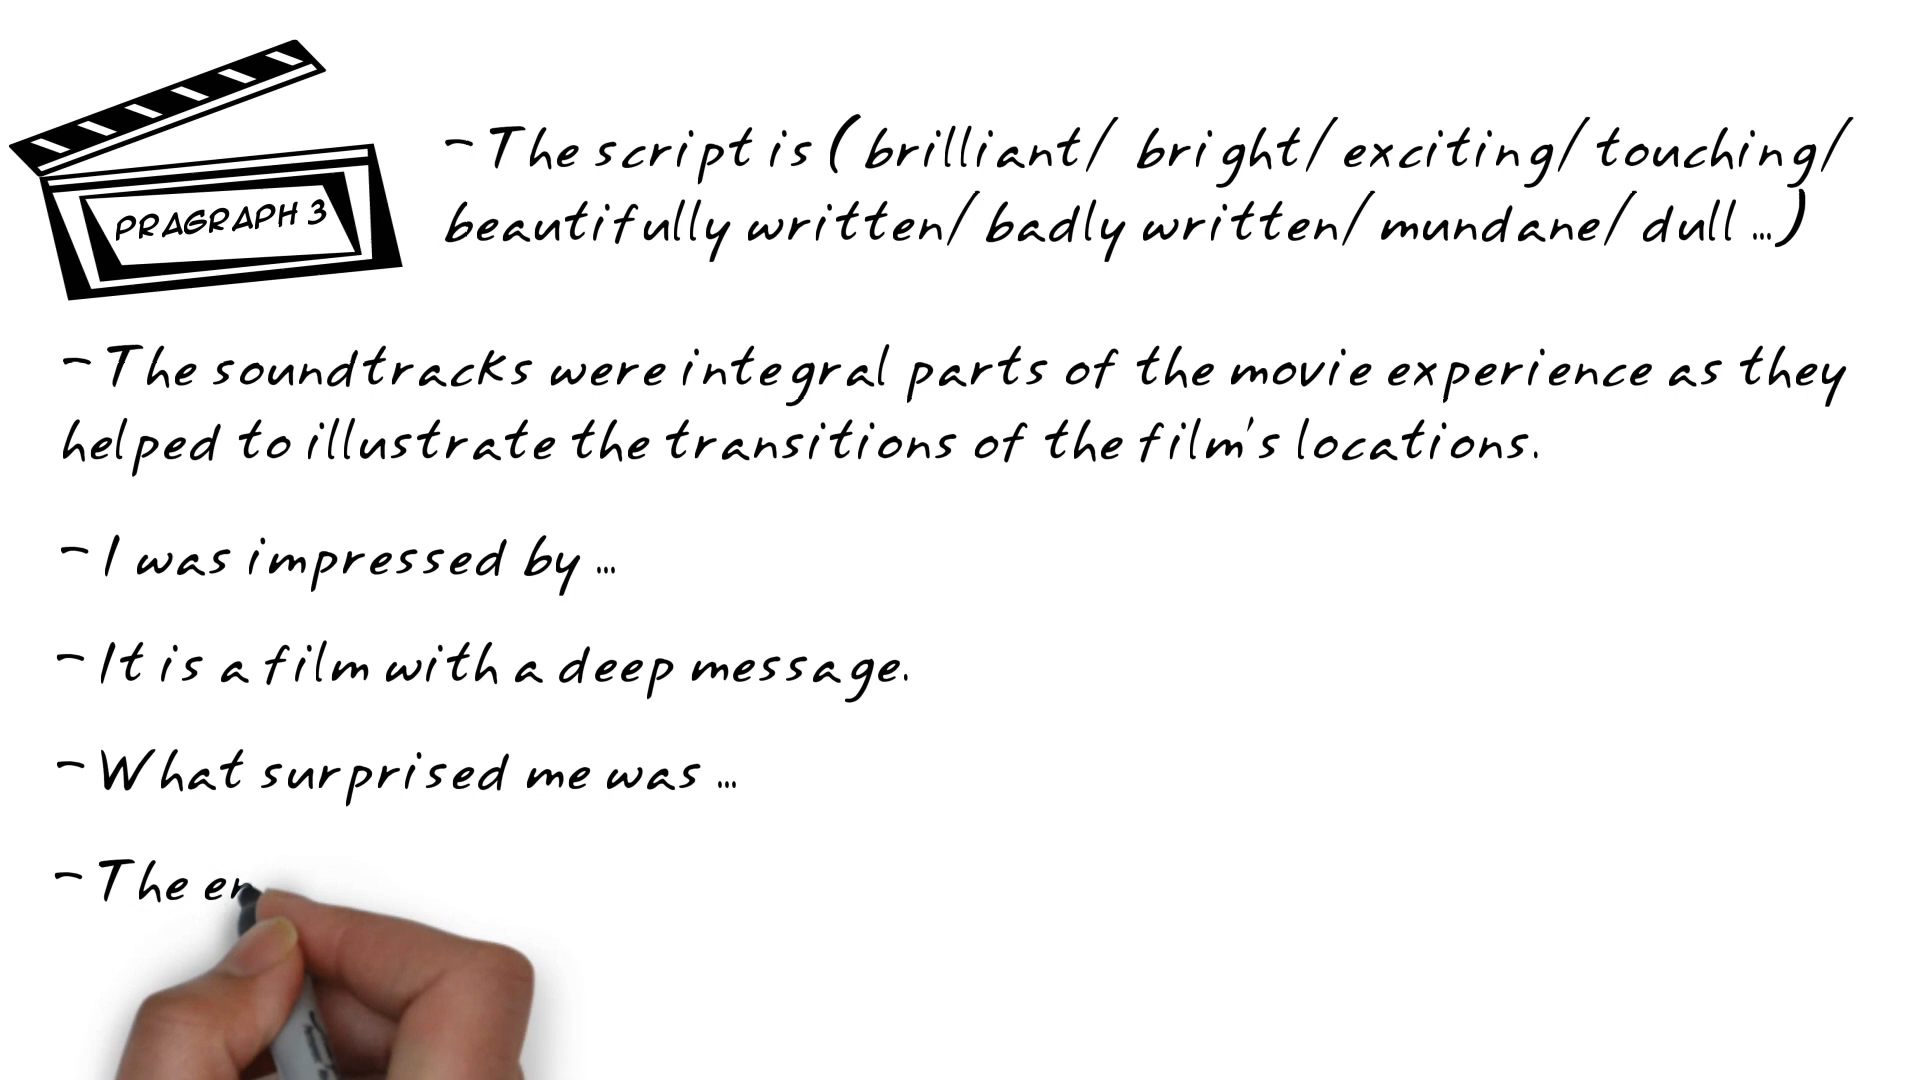 PRAGRAPH 3
- The script is ( brilliant/ bright/ exciting/ touching/
beautifully written/ badly written/ mundane/ dull ...)
- The soundtracks were integral parts of the movie experience as they
helped to illustrate the transitions of the film's locations.
- I was impressed by ...
- It is a film with a deep message.
- What surprised me was ...
- The